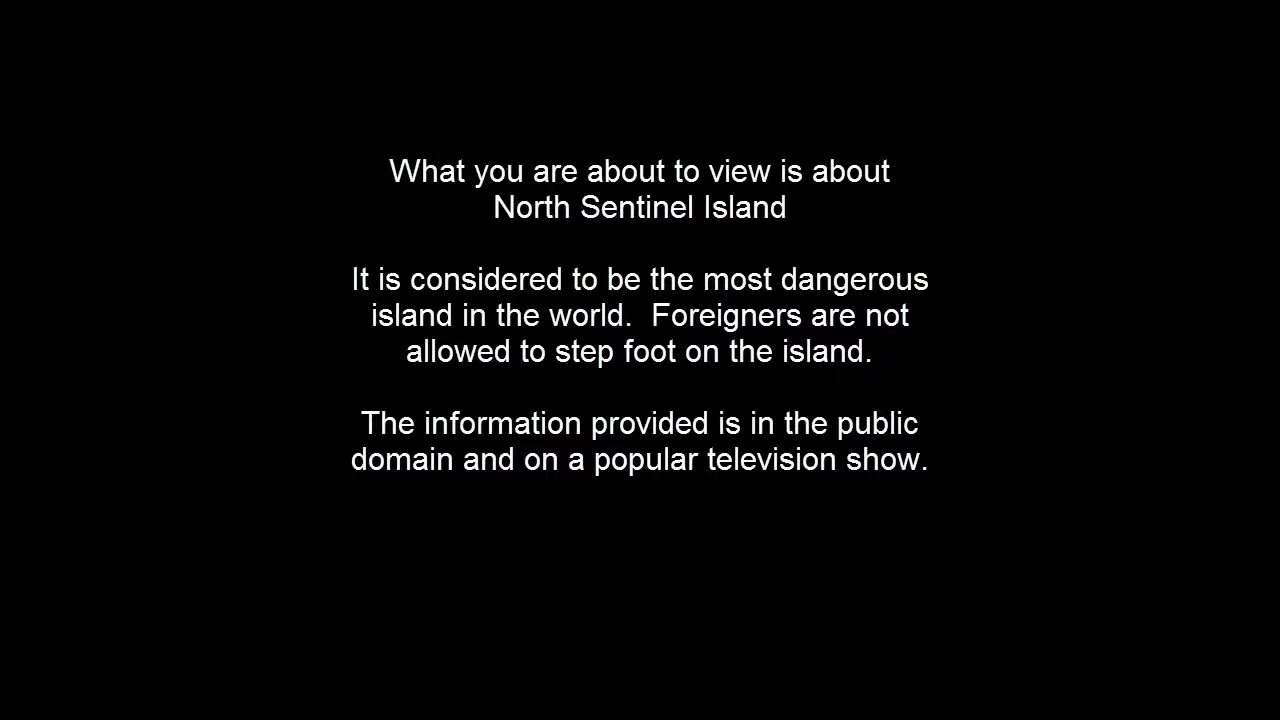 What you are about to view is about
North Sentinel Island
It is considered to be the most dangerous
island in the world.  Foreigners are not
allowed to step foot on the island.
The information provided is in the public
domain and on a popular television show.